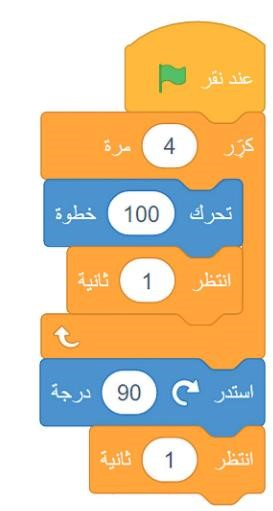 عند نقر
كرّر 4 مرة
تحرك 100 خطوة
انتظر 1 ثانية
استدر 90 درجة
انتظر 1 ثانية